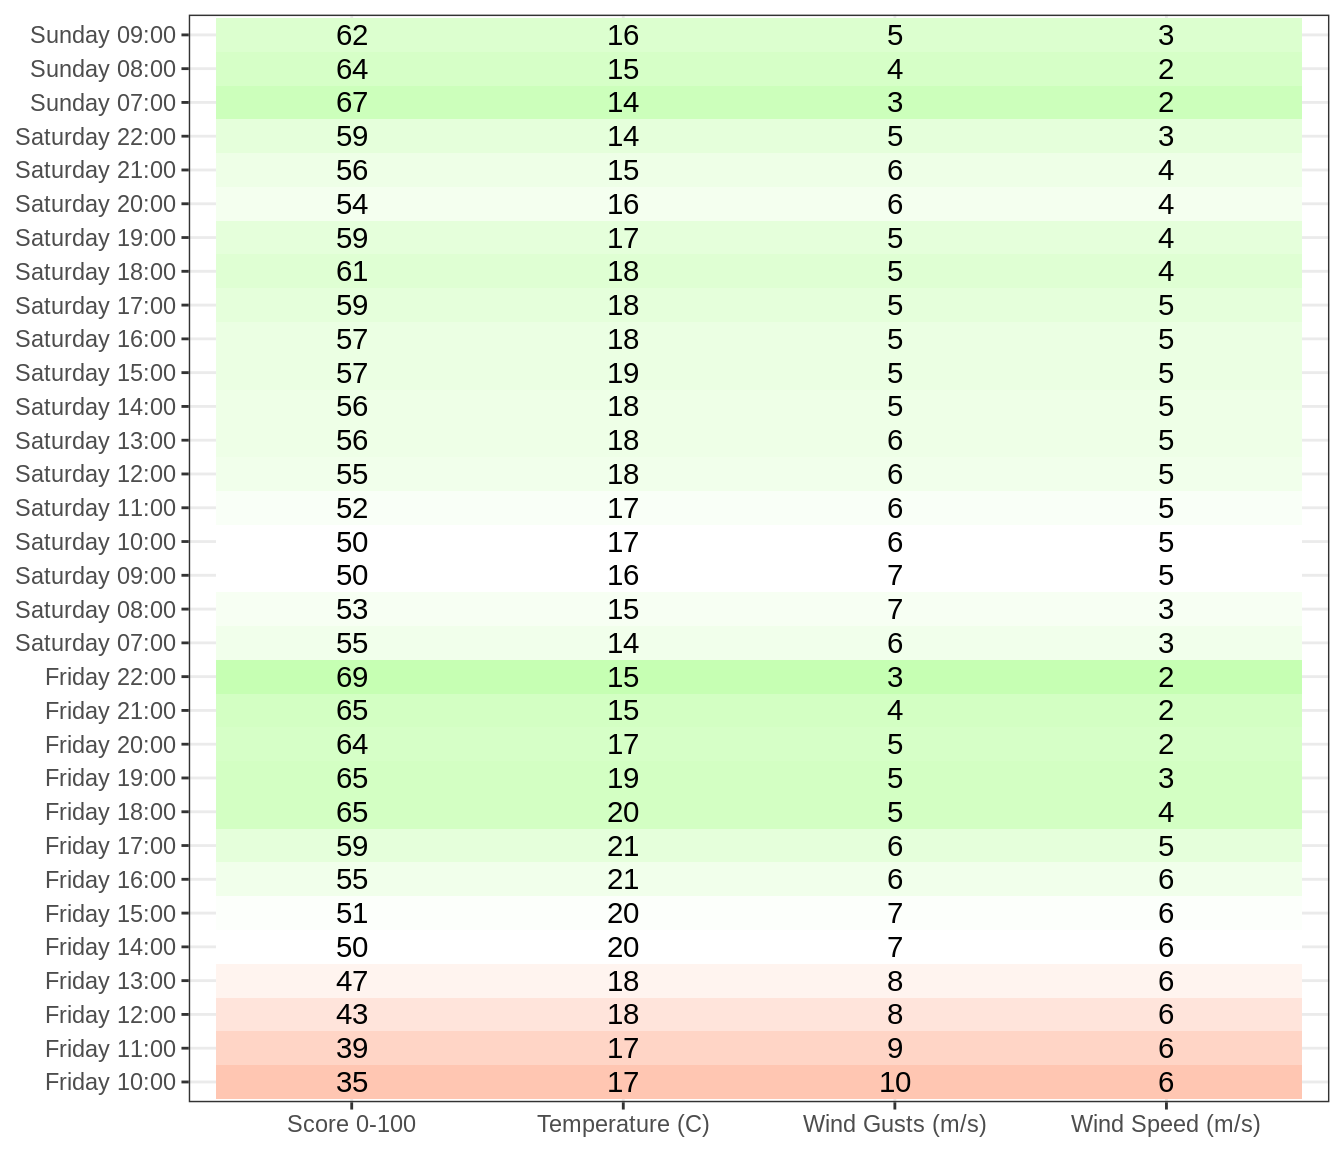 Sunday 09:00 62 16 5 3
Sunday 08:00 64 15 4 2
Sunday 07:00 67 14 3 2
Saturday 22:00 59 14 5 3
Saturday 21:00 56 15 6 4
Saturday 20:00 54 16 6 4
Saturday 19:00 59 17 5 4
Saturday 18:00 61 18 5 4
Saturday 17:00 59 18 5 5
Saturday 16:00 57 18 5 5
Saturday 15:00 57 19 5 5
Saturday 14:00 56 18 5 5
Saturday 13:00 56 18 6 5
Saturday 12:00 55 18 6 5
Saturday 11:00 52 17 6 5
Saturday 10:00 50 17 6 5
Saturday 09:00 50 16 7 5
Saturday 08:00 53 15 7 3
Saturday 07:00 55 14 6 3
Friday 22:00 69 15 3 2
Friday 21:00 65 15 4 2
Friday 20:00 64 17 5 2
Friday 19:00 65 19 5 3
Friday 18:00 65 20 5 4
Friday 17:00 59 21 6 5
Friday 16:00 55 21 6 6
Friday 15:00 51 20 7 6
Friday 14:00 50 20 7 6
Friday 13:00 47 18 8 6
Friday 12:00 43 18 8 6
Friday 11:00 39 17 9 6
Friday 10:00 35 17 10 6
Score 0-100 Temperature (C) Wind Gusts (m/s) Wind Speed (m/s)